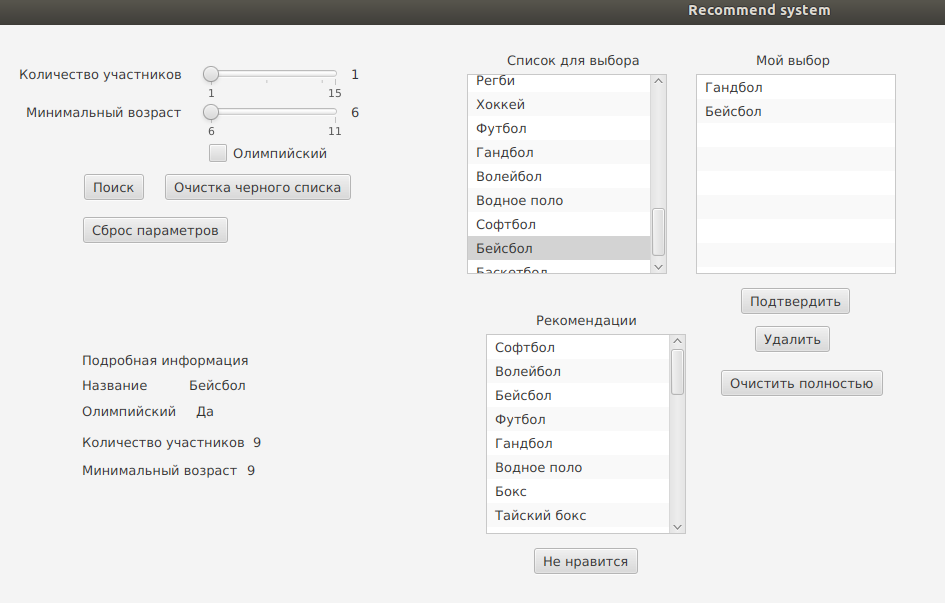 Recommend system
Количество участников 1
1 15
Минимальный возраст 6
6 11
Олимпийский
Поиск Очистка черного списка
Сброс параметров
Подробная информация
Название Бейсбол
Олимпийский Да
Количество участников 9
Минимальный возраст 9
Список для выбора
Регби
Хоккей
Футбол
Гандбол
Волейбол
Водное поло
Софтбол
Бейсбол
Баскетбол
Рекомендации
Софтбол
Волейбол
Бейсбол
Футбол
Гандбол
Водное поло
Бокс
Тайский бокс
Не нравится
Мой выбор
Гандбол
Бейсбол
Подтвердить
Удалить
Очистить полностью